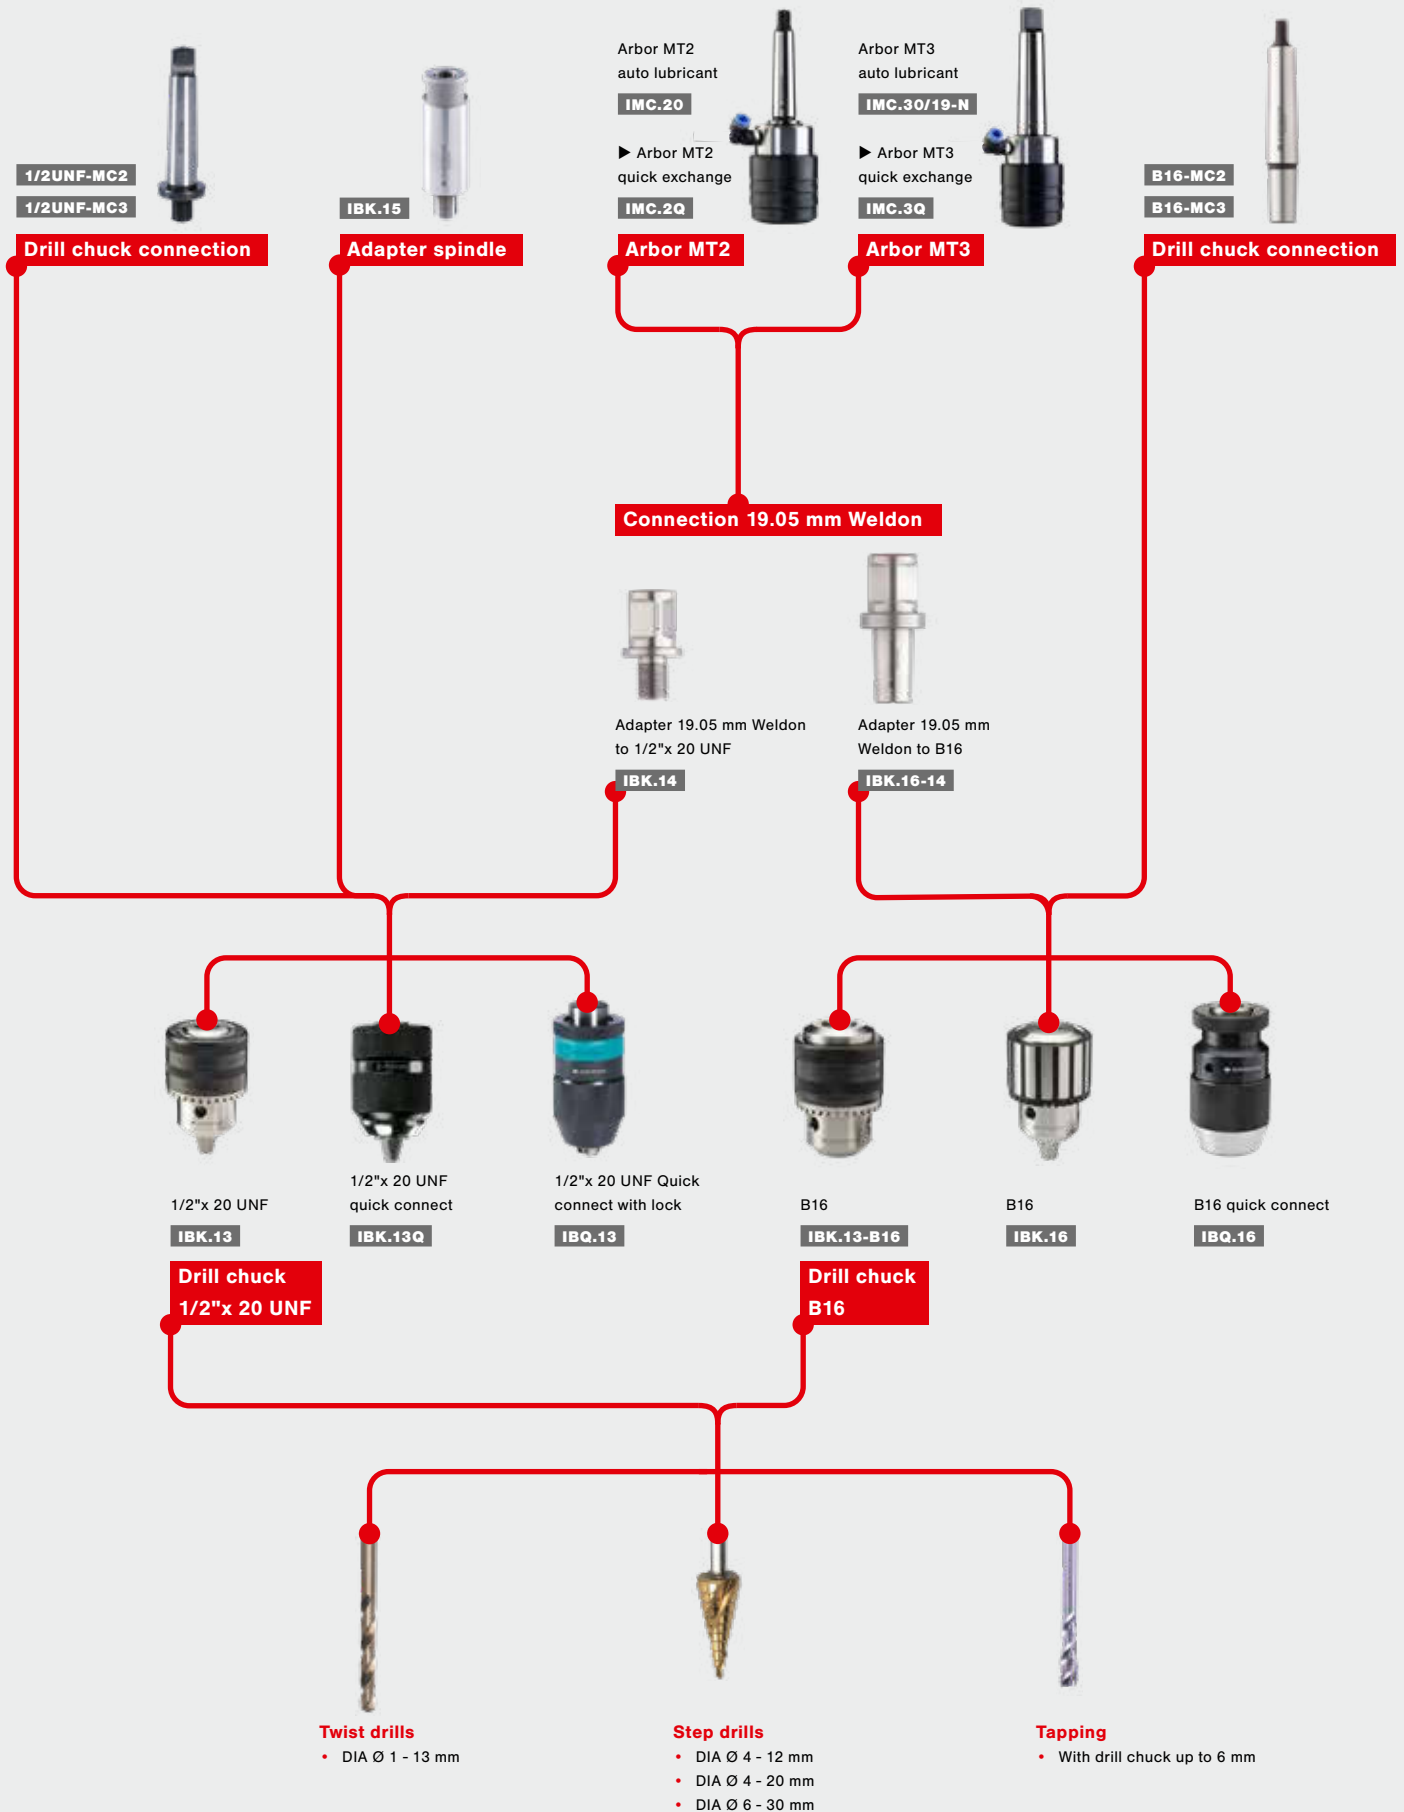 1/2UNF-MC2
1/2UNF-MC3
Drill chuck connection
IBK.15
Adapter spindle
Arbor MT2
auto lubricant
IMC.20
▶ Arbor MT2
quick exchange
IMC.2Q
Arbor MT2
Arbor MT3
auto lubricant
IMC.30/19-N
▶ Arbor MT3
quick exchange
IMC.3Q
Arbor MT3
B16-MC2
B16-MC3
Drill chuck connection
Connection 19.05 mm Weldon
Adapter 19.05 mm Weldon
to 1/2"x 20 UNF
IBK.14
Adapter 19.05 mm
Weldon to B16
IBK.16-14
1/2"x 20 UNF
IBK.13
1/2"x 20 UNF
quick connect
IBK.13Q
1/2"x 20 UNF Quick
connect with lock
IBQ.13
B16
IBK.13-B16
B16
IBK.16
B16 quick connect
IBQ.16
Drill chuck
1/2"x 20 UNF
Drill chuck
B16
Twist drills
• DIA Ø 1 - 13 mm
Step drills
• DIA Ø 4 - 12 mm
• DIA Ø 4 - 20 mm
• DIA Ø 6 - 30 mm
Tapping
• With drill chuck up to 6 mm